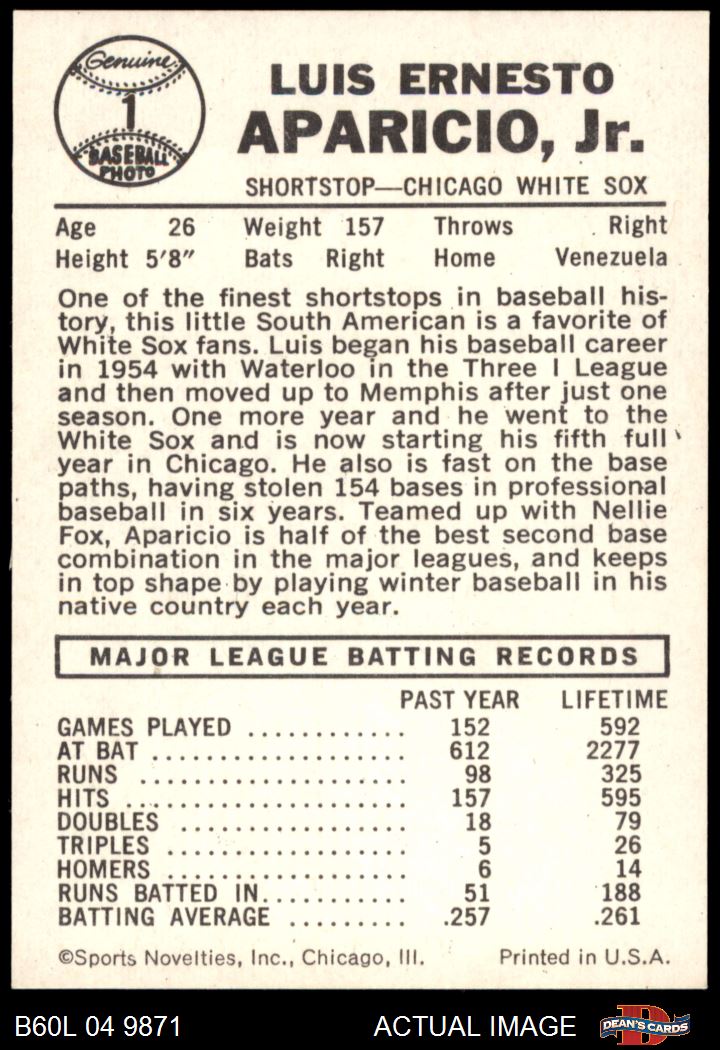 Genuine
1
BASEBALL
PHOTO
LUIS ERNESTO
APARICIO, Jr.
SHORTSTOP—CHICAGO WHITE SOX
Age 26 Weight 157 Throws Right
Height 5'8" Bats Right Home Venezuela
One of the finest shortstops in baseball his-
tory, this little South American is a favorite of
White Sox fans. Luis began his baseball career
in 1954 with Waterloo in the Three I League
and then moved up to Memphis after just one
season. One more year and he went to the
White Sox and is now starting his fifth full
year in Chicago. He also is fast on the base
paths, having stolen 154 bases in professional
baseball in six years. Teamed up with Nellie
Fox, Aparicio is half of the best second base
combination in the major leagues, and keeps
in top shape by playing winter baseball in his
native country each year.
MAJOR LEAGUE BATTING RECORDS
PAST YEAR LIFETIME
GAMES PLAYED ............ 152 592
AT BAT .................... 612 2277
RUNS ..................... 98 325
HITS ...................... 157 595
DOUBLES ................. 18 79
TRIPLES .................. 5 26
HOMERS .................. 6 14
RUNS BATTED IN............ 51 188
BATTING AVERAGE ......... .257 .261
©Sports Novelties, Inc., Chicago, Ill. Printed in U.S.A.
B60L 04 9871 ACTUAL IMAGE D DEAN'S CARDS